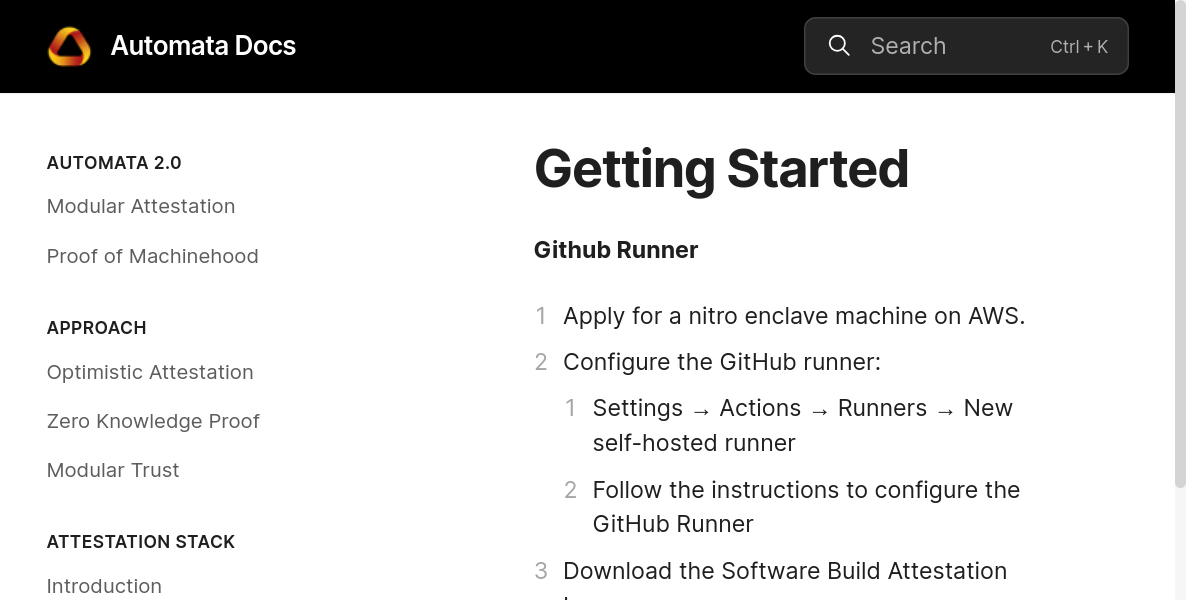 Automata Docs
Search
Ctrl + K
AUTOMATA 2.0
Modular Attestation
Proof of Machinehood
APPROACH
Optimistic Attestation
Zero Knowledge Proof
Modular Trust
ATTESTATION STACK
Introduction
Getting Started
Github Runner
1 Apply for a nitro enclave machine on AWS.
2 Configure the GitHub runner:
1 Settings → Actions → Runners → New
self-hosted runner
2 Follow the instructions to configure the
GitHub Runner
3 Download the Software Build Attestation